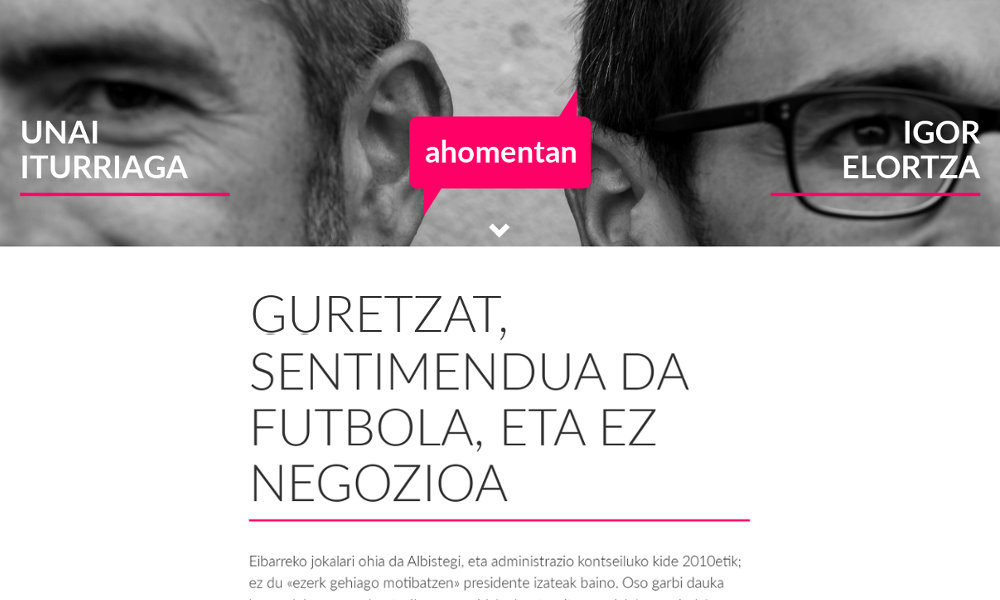 UNAI
ITURRIAGA
ahomentan
IGOR
ELORTZA
GURETZAT,
SENTIMENDUA DA
FUTBOLA, ETA EZ
NEGOZIOA
Eibarreko jokalari ohia da Albistegi, eta administrazio kontseiluko kide 2010etik;
ez du «ezerk gehiago motibatzen» presidente izateak baino. Oso garbi dauka